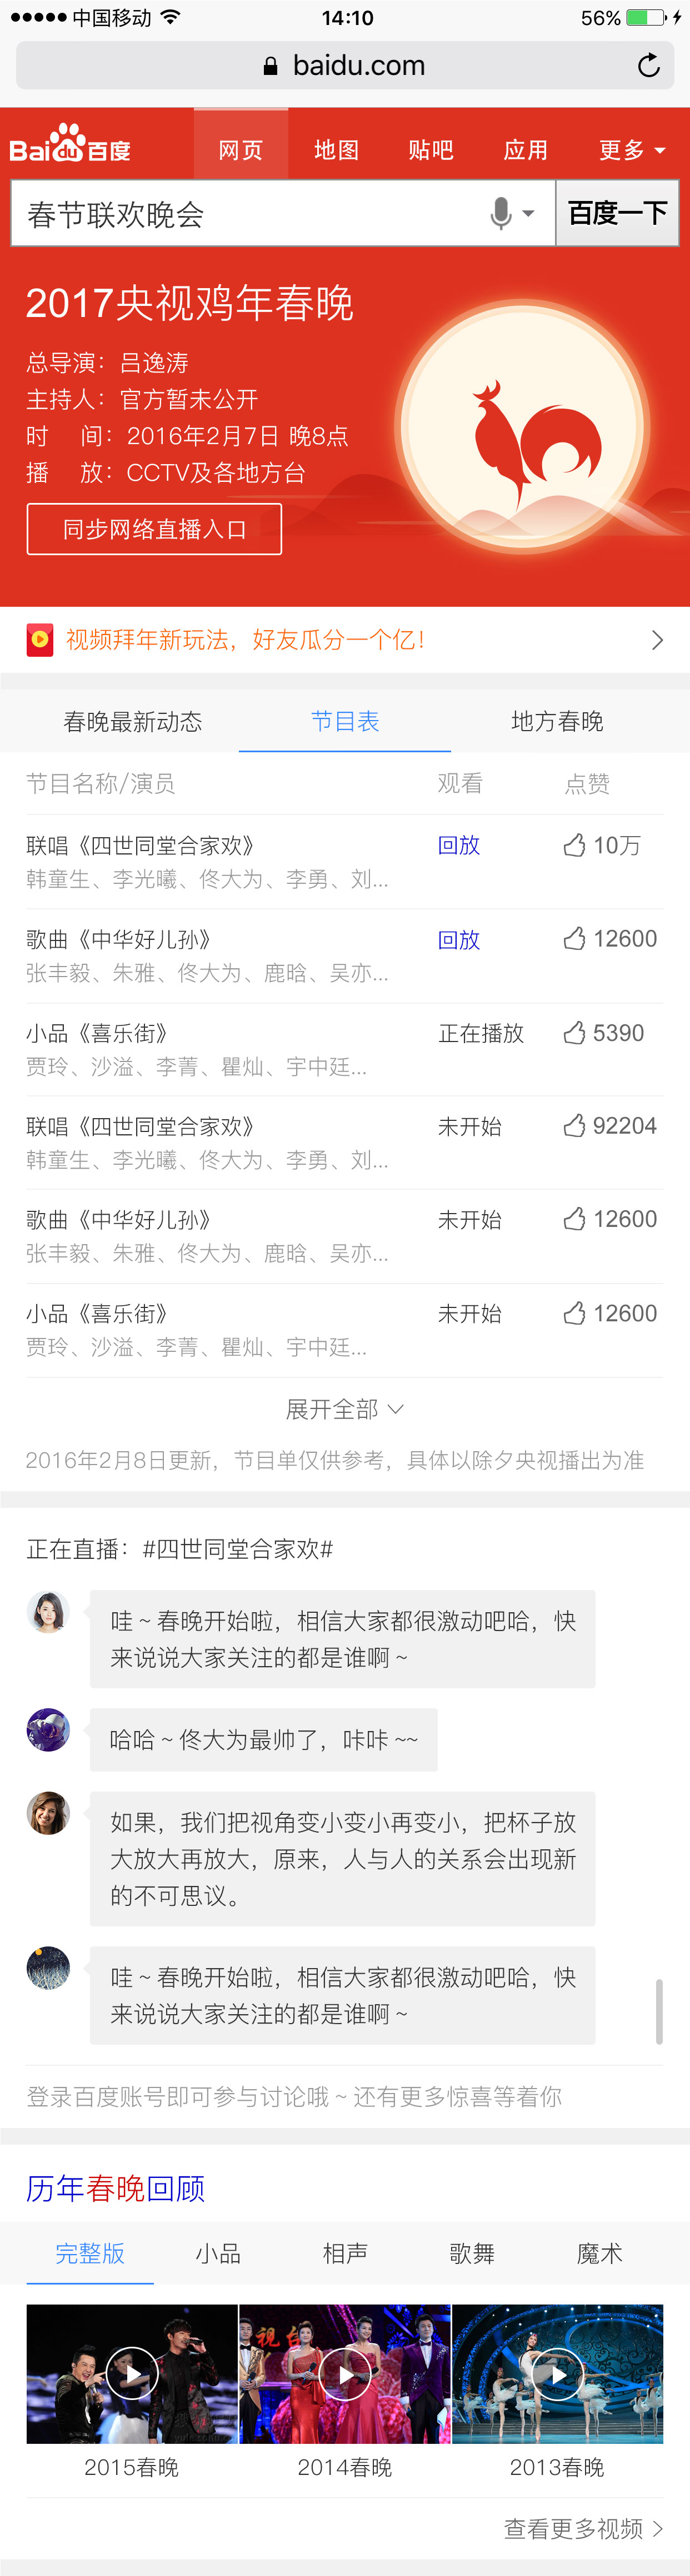 中国移动 14:10 56%
baidu.com
Bai du 百度 网页 地图 贴吧 应用 更多
春节联欢晚会 百度一下
2017央视鸡年春晚
总导演：吕逸涛
主持人：官方暂未公开
时 间：2016年2月7日 晚8点
播 放：CCTV及各地方台
同步网络直播入口
视频拜年新玩法，好友瓜分一个亿！
春晚最新动态 节目表 地方春晚
节目名称/演员 观看 点赞
联唱《四世同堂合家欢》 回放 10万
韩童生、李光曦、佟大为、李勇、刘...
歌曲《中华好儿孙》 回放 12600
张丰毅、朱雅、佟大为、鹿晗、吴亦...
小品《喜乐街》 正在播放 5390
贾玲、沙溢、李菁、瞿灿、宇中廷...
联唱《四世同堂合家欢》 未开始 92204
韩童生、李光曦、佟大为、李勇、刘...
歌曲《中华好儿孙》 未开始 12600
张丰毅、朱雅、佟大为、鹿晗、吴亦...
小品《喜乐街》 未开始 12600
贾玲、沙溢、李菁、瞿灿、宇中廷...
展开全部
2016年2月8日更新，节目单仅供参考，具体以除夕央视播出为准
正在直播：#四世同堂合家欢#
哇～春晚开始啦，相信大家都很激动吧哈，快
来说说大家关注的都是谁啊～
哈哈～佟大为最帅了，咔咔～～
如果，我们把视角变小变小再变小，把杯子放
大放大再放大，原来，人与人的关系会出现新
的不可思议。
哇～春晚开始啦，相信大家都很激动吧哈，快
来说说大家关注的都是谁啊～
登录百度账号即可参与讨论哦～还有更多惊喜等着你
历年春晚回顾
完整版 小品 相声 歌舞 魔术
2015春晚 2014春晚 2013春晚
查看更多视频